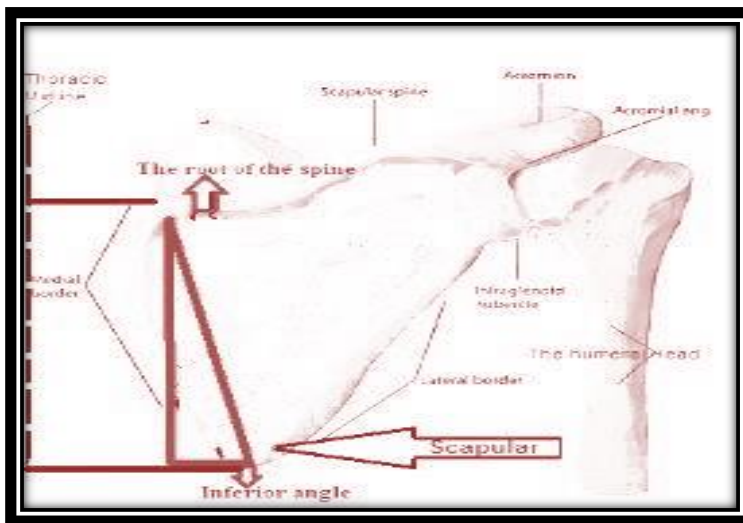 Thoracic
Acromion
Scapular spine
Acromial ang
The root of the spine
Medial
border
Infraglenoid
tubercle
The Humeral Head
Lateral border
Scapular
Inferior angle